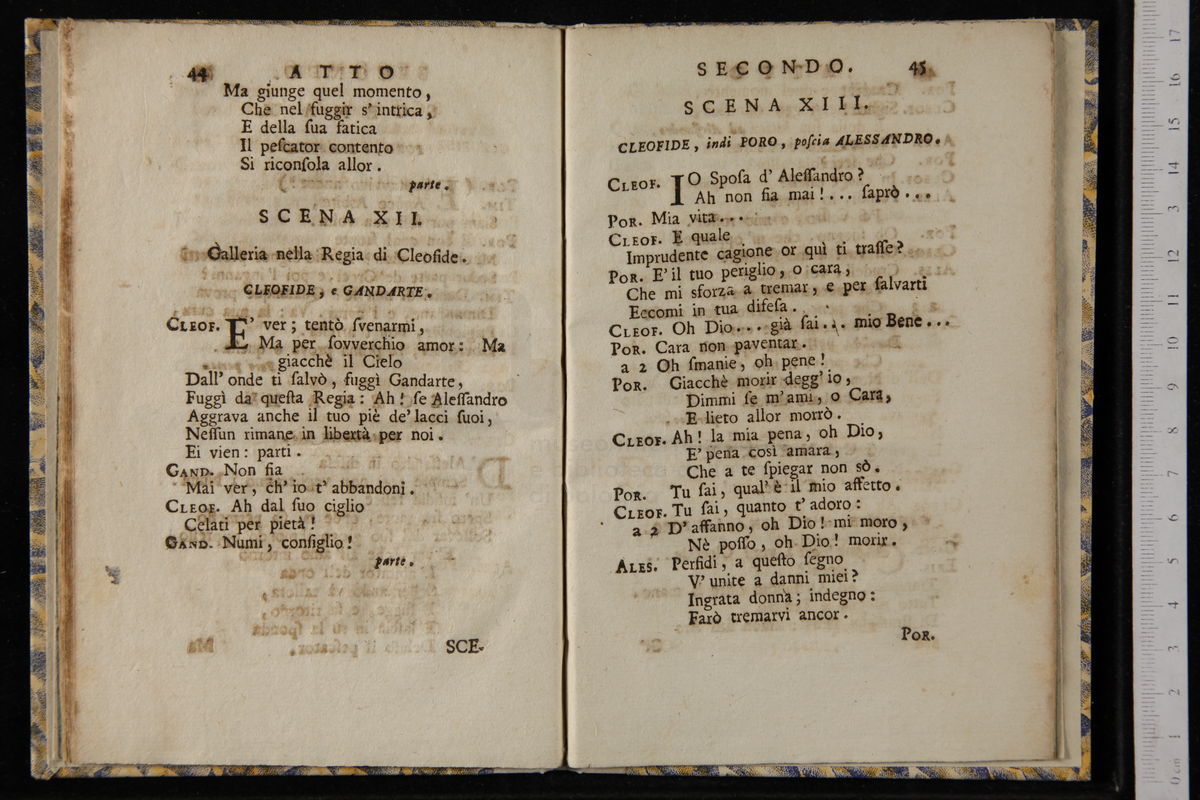 44 ATTO
Ma giunge quel momento,
Che nel fuggir s' intrica,
E della ſua fatica
Il peſcator contento
Si riconſola allor.
parte.
SCENA XII.
Galleria nella Regia di Cleofide.
CLEOFIDE, e GANDARTE.
CLEOF. E' ver; tentò ſvenarmi,
Ma per ſovverchio amor: Ma
giacchè il Cielo
Dall' onde ti ſalvò, fuggì Gandarte,
Fuggì da queſta Regia: Ah! ſe Aleſſandro
Aggrava anche il tuo piè de' lacci ſuoi,
Neſſun rimane in libertà per noi.
Ei vien: parti.
GAND. Non fia
Mai ver, ch' io t' abbandoni.
CLEOF. Ah dal ſuo ciglio
Celati per pietà!
GAND. Numi, conſiglio!
parte.
SCE-
SECONDO. 45
SCENA XIII.
CLEOFIDE, indi PORO, poſcia ALESSANDRO.
CLEOF. IO Spoſa d' Aleſſandro?
Ah non fia mai!... ſaprò...
POR. Mia vita...
CLEOF. E quale
Imprudente cagione or quì ti traſſe?
POR. E' il tuo periglio, o cara,
Che mi sforza a tremar, e per ſalvarti
Eccomi in tua difeſa.
CLEOF. Oh Dio... già ſai... mio Bene...
POR. Cara non paventar.
a 2 Oh ſmanie, oh pene!
POR. Giacchè morir degg' io,
Dimmi ſe m' ami, o Cara,
E lieto allor morrò.
CLEOF. Ah! la mia pena, oh Dio,
E' pena così amara,
Che a te ſpiegar non sò.
POR. Tu ſai, qual' è il mio affetto.
CLEOF. Tu ſai, quanto t' adoro:
a 2 D' affanno, oh Dio! mi moro,
Nè poſſo, oh Dio! morir.
ALES. Perfidi, a queſto ſegno
V' unite a danni miei?
Ingrata donna; indegno:
Farò tremarvi ancor.
POR.